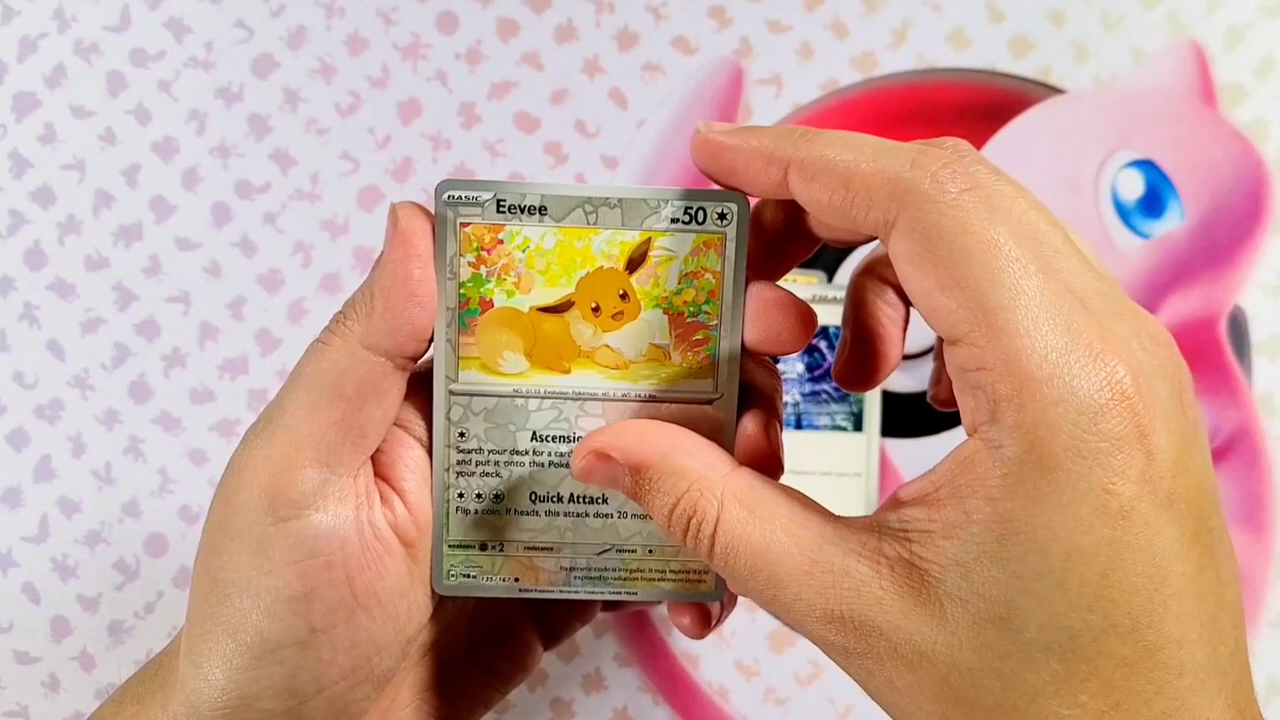 BASIC
Eevee
HP 50
NO. 0133 Evolution Pokémon HT: 1' WT: 14.3 lbs.
Ascensio
Search your deck for a card
and put it onto this Poké
your deck.
Quick Attack
Flip a coin. If heads, this attack does 20 more
weakness ×2 resistance retreat
135/167
Its genetic code is irregular. It may mutate if it is
exposed to radiation from element stones.
©2024 Pokémon / Nintendo / Creatures / GAME FREAK